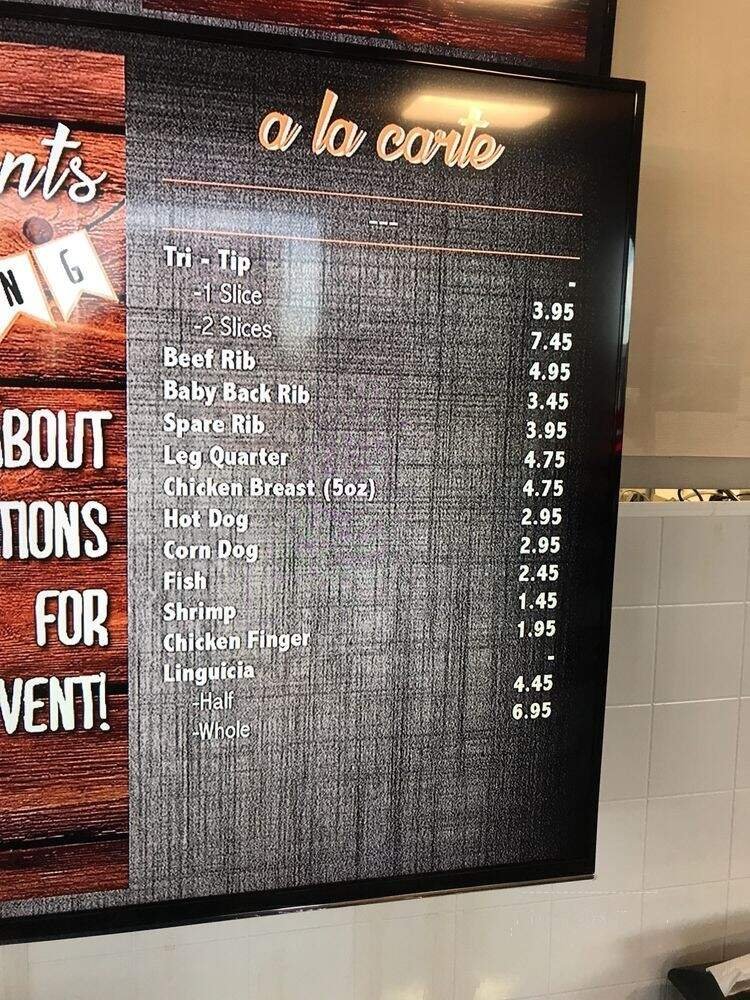 nts
N G
ABOUT
TIONS
FOR
VENT!
a la carte
---
Tri - Tip -
-1 Slice 3.95
-2 Slices 7.45
Beef Rib 4.95
Baby Back Rib 3.45
Spare Rib 3.95
Leg Quarter 4.75
Chicken Breast (5oz) 4.75
Hot Dog 2.95
Corn Dog 2.95
Fish 2.45
Shrimp 1.45
Chicken Finger 1.95
Linguicia -
-Half 4.45
-Whole 6.95